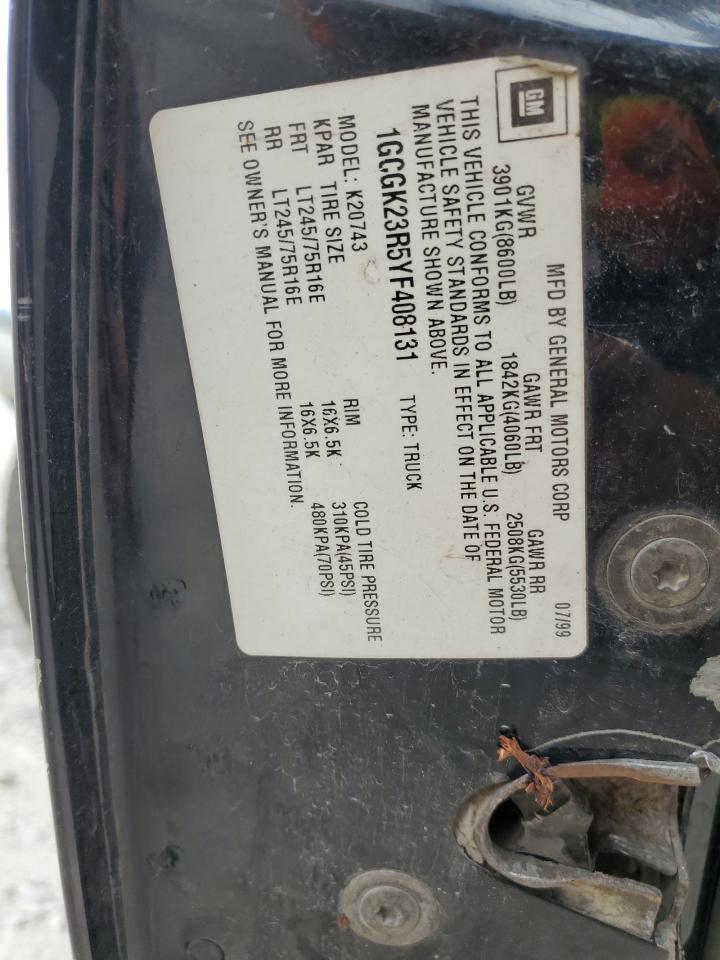 GM
MFD BY GENERAL MOTORS CORP 07/99
GVWR GAWR FRT GAWR RR
3901KG(8600LB) 1842KG(4060LB) 2508KG(5530LB)
THIS VEHICLE CONFORMS TO ALL APPLICABLE U.S. FEDERAL MOTOR
VEHICLE SAFETY STANDARDS IN EFFECT ON THE DATE OF
MANUFACTURE SHOWN ABOVE.
1GCGK23R5YF408131 TYPE: TRUCK
MODEL: K20743
KPAR TIRE SIZE RIM COLD TIRE PRESSURE
FRT LT245/75R16E 16X6.5K 310KPA(45PSI)
RR LT245/75R16E 16X6.5K 480KPA(70PSI)
SEE OWNER'S MANUAL FOR MORE INFORMATION.